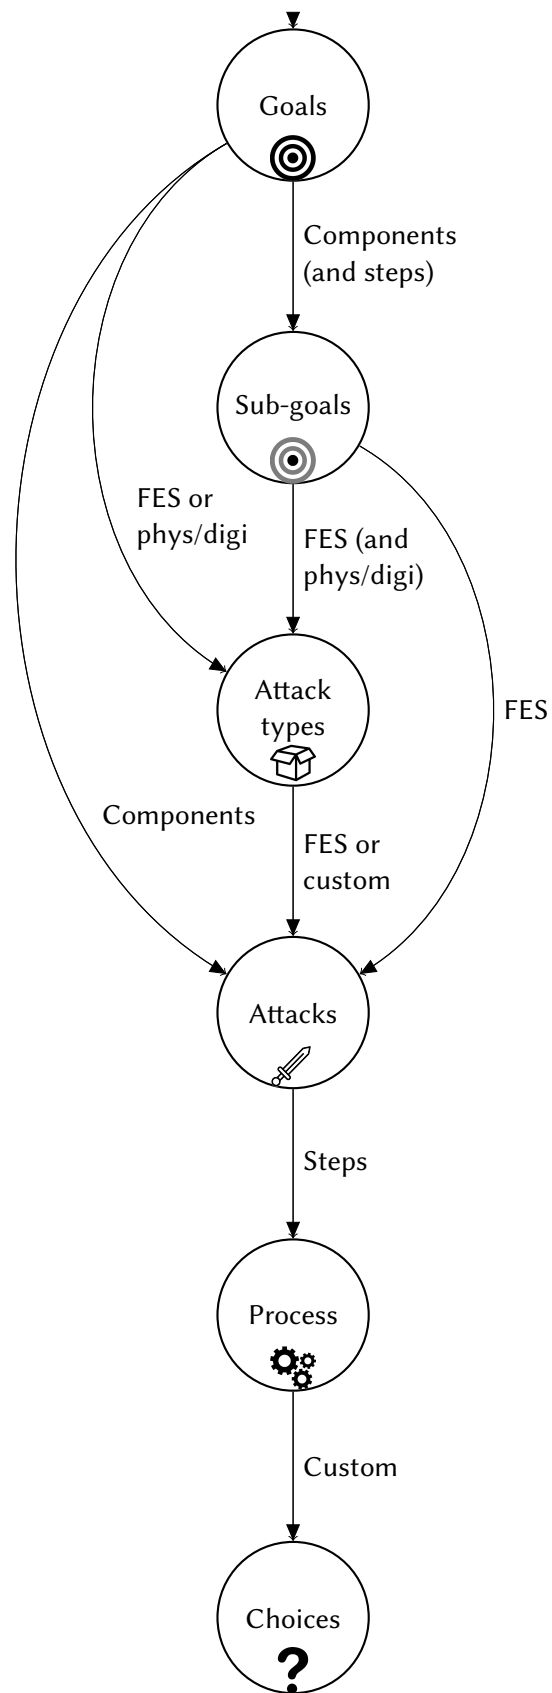 Goals
Components
(and steps)
Sub-goals
FES or
phys/digi
FES (and
phys/digi)
Attack
types
FES
Components
FES or
custom
Attacks
Steps
Process
Custom
Choices
?